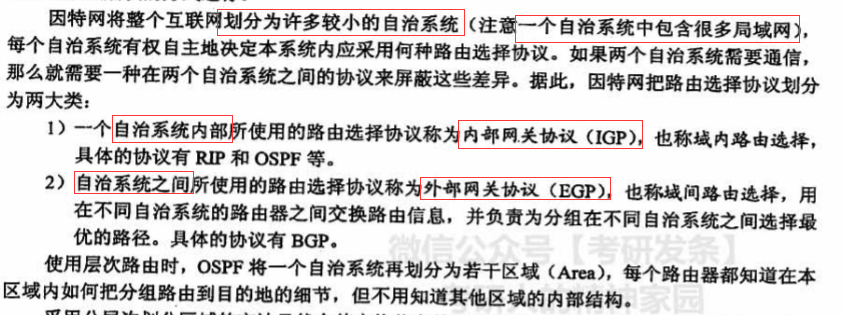 因特网将整个互联网划分为许多较小的自治系统（注意一个自治系统中包含很多局域网），
每个自治系统有权自主地决定本系统内应采用何种路由选择协议。如果两个自治系统需要通信，
那么就需要一种在两个自治系统之间的协议来屏蔽这些差异。据此，因特网把路由选择协议划分
为两大类：
1）一个自治系统内部所使用的路由选择协议称为内部网关协议（IGP），也称域内路由选择，
具体的协议有 RIP 和 OSPF 等。
2）自治系统之间所使用的路由选择协议称为外部网关协议（EGP），也称域间路由选择，用
在不同自治系统的路由器之间交换路由信息，并负责为分组在不同自治系统之间选择最
优的路径。具体的协议有 BGP。
微信公众号【考研发条】
使用层次路由时，OSPF 将一个自治系统再划分为若干区域（Area），每个路由器都知道在本
区域内如何把分组路由到目的地的细节，但不用知道其他区域的内部结构。
考研人的精神家园